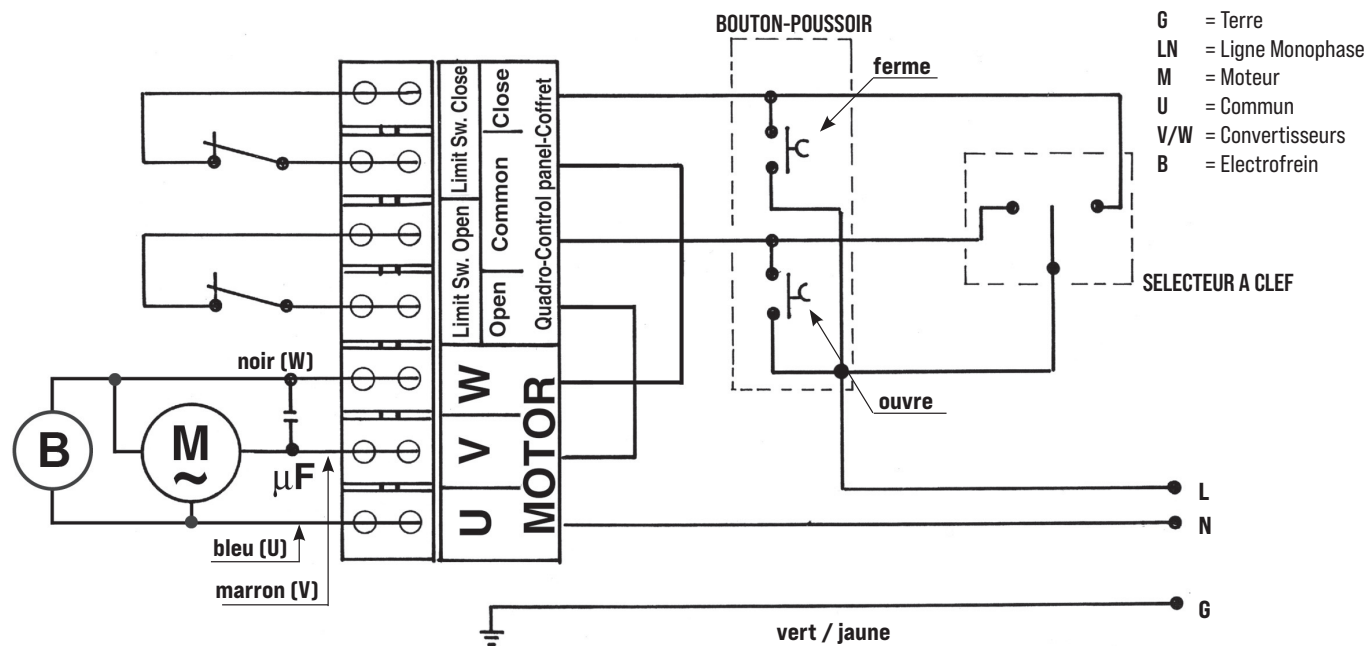 BOUTON-POUSSOIR
ferme
G = Terre
LN = Ligne Monophase
M = Moteur
U = Commun
V/W = Convertisseurs
B = Electrofrein
Limit Sw. Close
Close
Limit Sw. Open
Common
Open
Quadro-Control panel-Coffret
SELECTEUR A CLEF
noir (W)
ouvre
W
V
U
MOTOR
B
M
~
µF
bleu (U)
marron (V)
L
N
G
vert / jaune